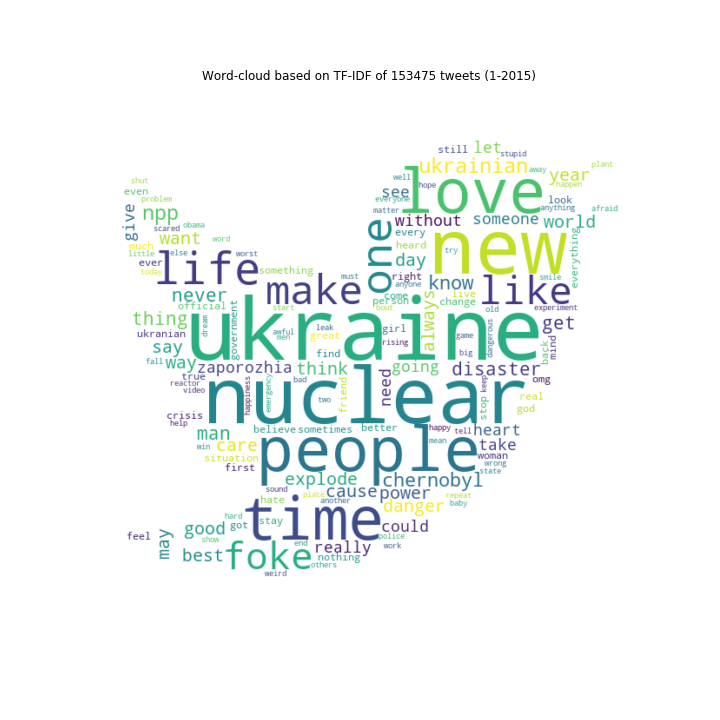 Word-cloud based on TF-IDF of 153475 tweets (1-2015)
still
let
stupid
ukrainian
away
plant
well
shut
even
see
hope
love
year
happen
problem
everyone
look
npp
give
matter
without
someone
anything
afraid
world
scared
obama
every
want
word
one
new
much
heard
try
everything
little
else
worst
day
ever
life
something
must
right
know
like
smile
today
make
anyone
never
come
person
live
change
official
start
bout
always
old
experiment
thing
government
dream
ukraine
leak
girl
dangerous
get
ukranian
awful
great
rising
game
back
mind
men
say
find
big
fall
way
zaporozhia
think
going
disaster
true
bad
need
omg
reactor
happiness
emergency
friend
keep
video
nuclear
two
stop
real
god
crisis
help
man
believe
sometimes
better
happy
tell
heart
win
care
people
mean
take
situation
woman
first
wrong
explode
chernobyl
state
sound
cause
power
hate
place
another
repeat
time
danger
baby
hard
stay
good
got
could
feel
may
show
end
police
best
foke
really
work
nothing
others
weird